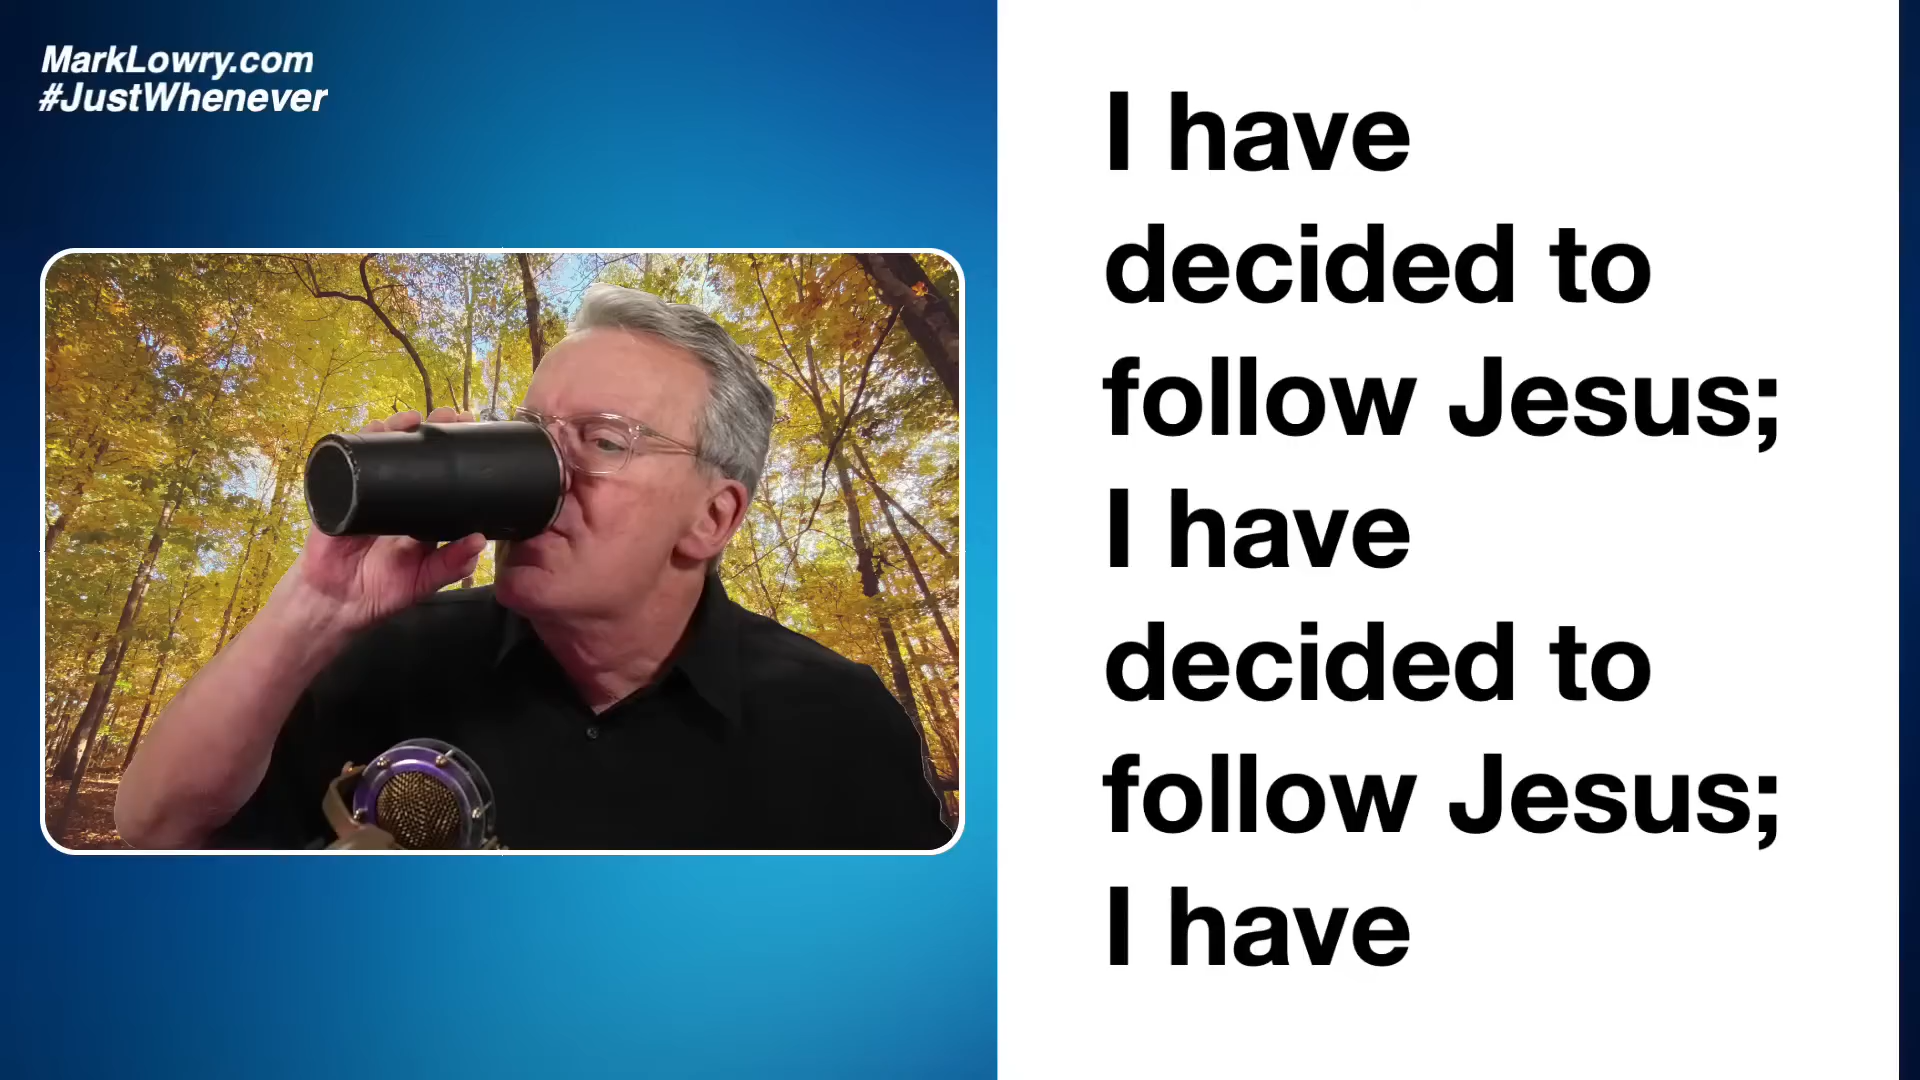 MarkLowry.com
#JustWhenever
I have
decided to
follow Jesus;
I have
decided to
follow Jesus;
I have